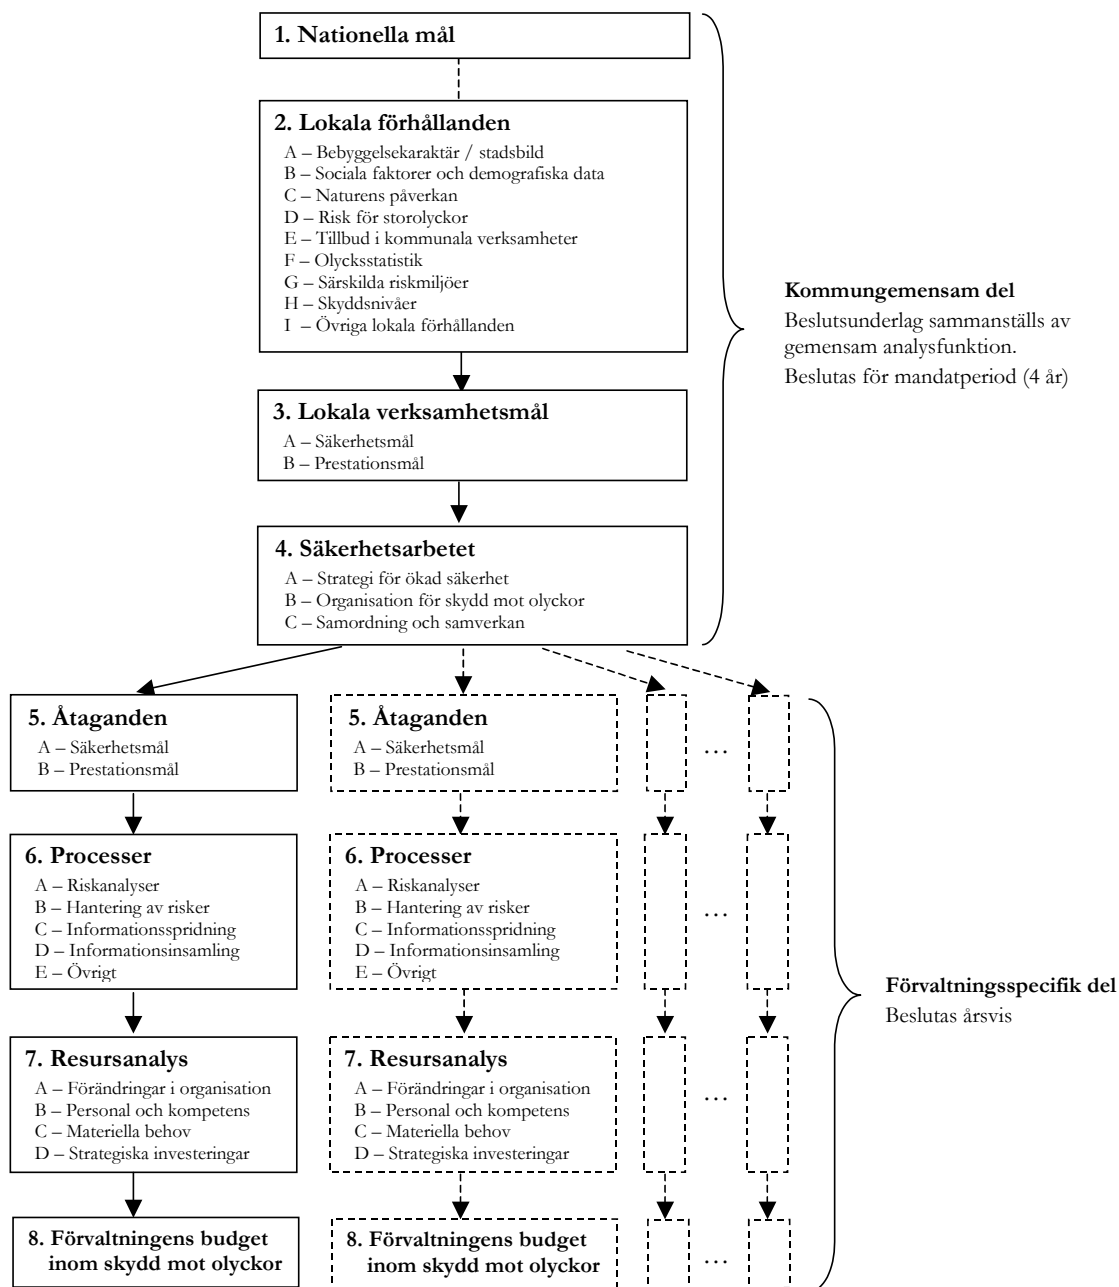 1. Nationella mål
2. Lokala förhållanden
A – Bebyggelsekaraktär / stadsbild
B – Sociala faktorer och demografiska data
C – Naturens påverkan
D – Risk för storolyckor
E – Tillbud i kommunala verksamheter
F – Olycksstatistik
G – Särskilda riskmiljöer
H – Skyddsnivåer
I – Övriga lokala förhållanden
Kommungemensam del
Beslutsunderlag sammanställs av
gemensam analysfunktion.
Beslutas för mandatperiod (4 år)
3. Lokala verksamhetsmål
A – Säkerhetsmål
B – Prestationsmål
4. Säkerhetsarbetet
A – Strategi för ökad säkerhet
B – Organisation för skydd mot olyckor
C – Samordning och samverkan
5. Åtaganden
A – Säkerhetsmål
B – Prestationsmål
5. Åtaganden
A – Säkerhetsmål
B – Prestationsmål
…
6. Processer
A – Riskanalyser
B – Hantering av risker
C – Informationsspridning
D – Informationsinsamling
E – Övrigt
6. Processer
A – Riskanalyser
B – Hantering av risker
C – Informationsspridning
D – Informationsinsamling
E – Övrigt
…
Förvaltningsspecifik del
Beslutas årsvis
7. Resursanalys
A – Förändringar i organisation
B – Personal och kompetens
C – Materiella behov
D – Strategiska investeringar
7. Resursanalys
A – Förändringar i organisation
B – Personal och kompetens
C – Materiella behov
D – Strategiska investeringar
…
8. Förvaltningens budget
inom skydd mot olyckor
8. Förvaltningens budget
inom skydd mot olyckor
…